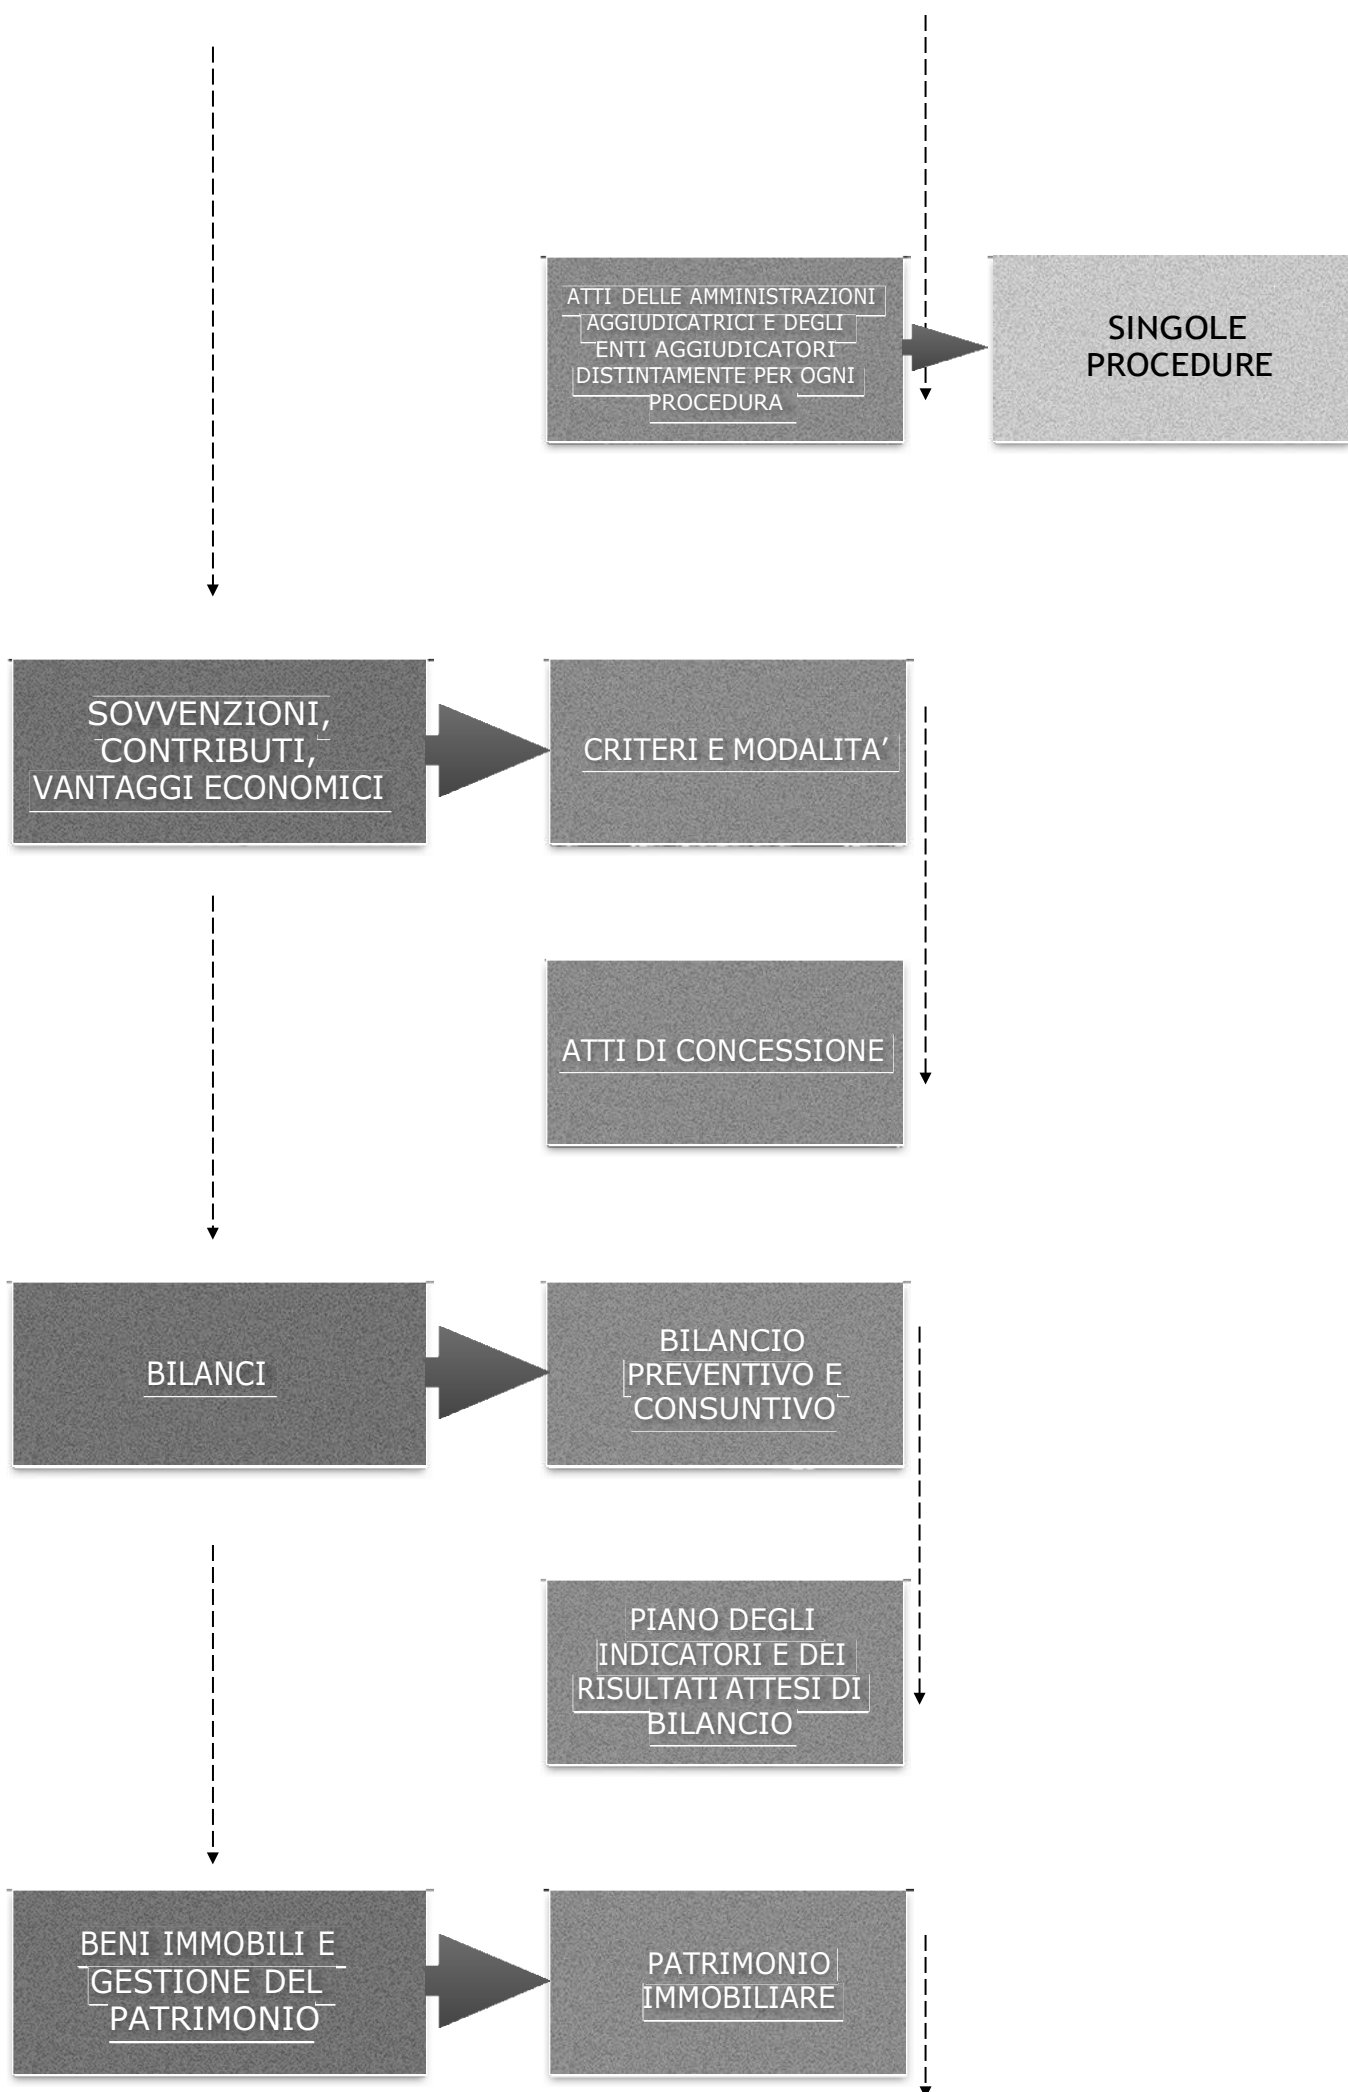 ATTI DELLE AMMINISTRAZIONI
AGGIUDICATRICI E DEGLI
ENTI AGGIUDICATORI
DISTINTAMENTE PER OGNI
PROCEDURA
SINGOLE
PROCEDURE
SOVVENZIONI,
CONTRIBUTI,
VANTAGGI ECONOMICI
CRITERI E MODALITA’
ATTI DI CONCESSIONE
BILANCI
BILANCIO
PREVENTIVO E
CONSUNTIVO
PIANO DEGLI
INDICATORI E DEI
RISULTATI ATTESI DI
BILANCIO
BENI IMMOBILI E
GESTIONE DEL
PATRIMONIO
PATRIMONIO
IMMOBILIARE